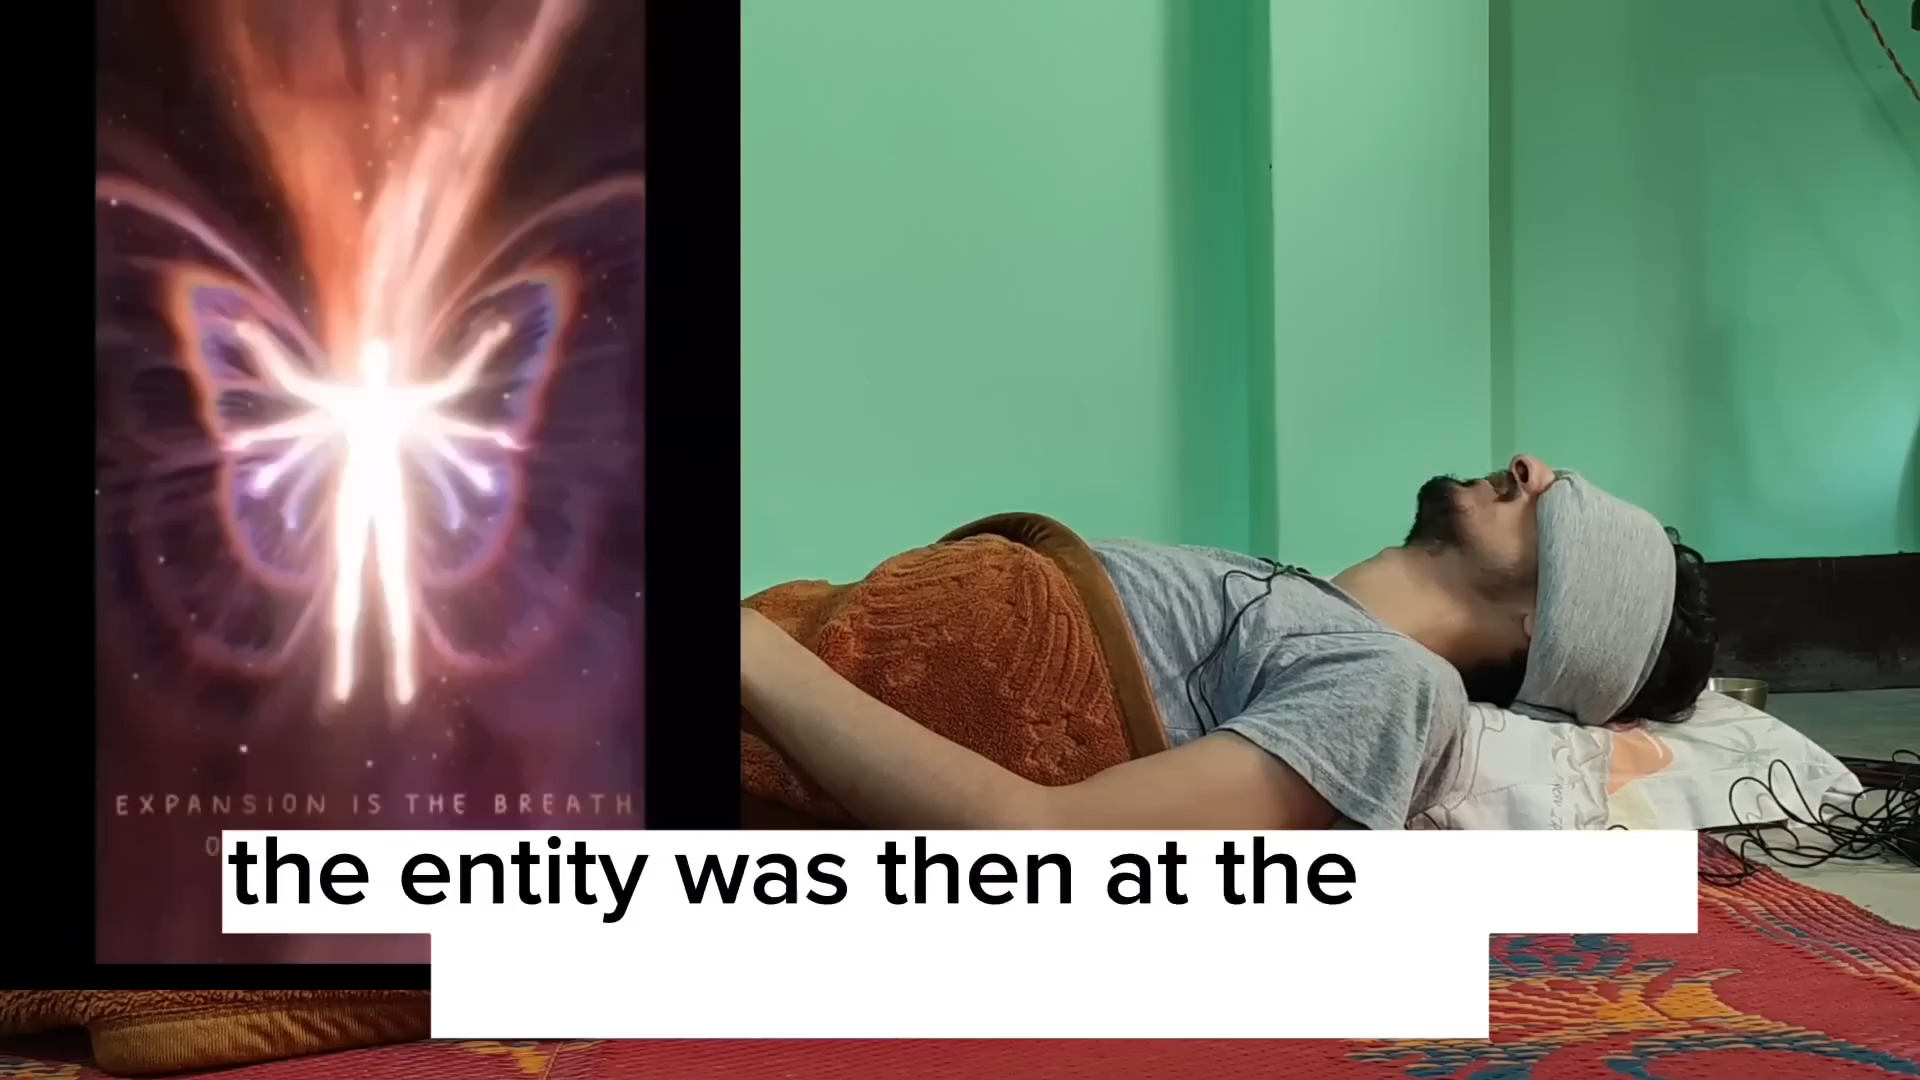 EXPANSION IS THE BREATH
the entity was then at the